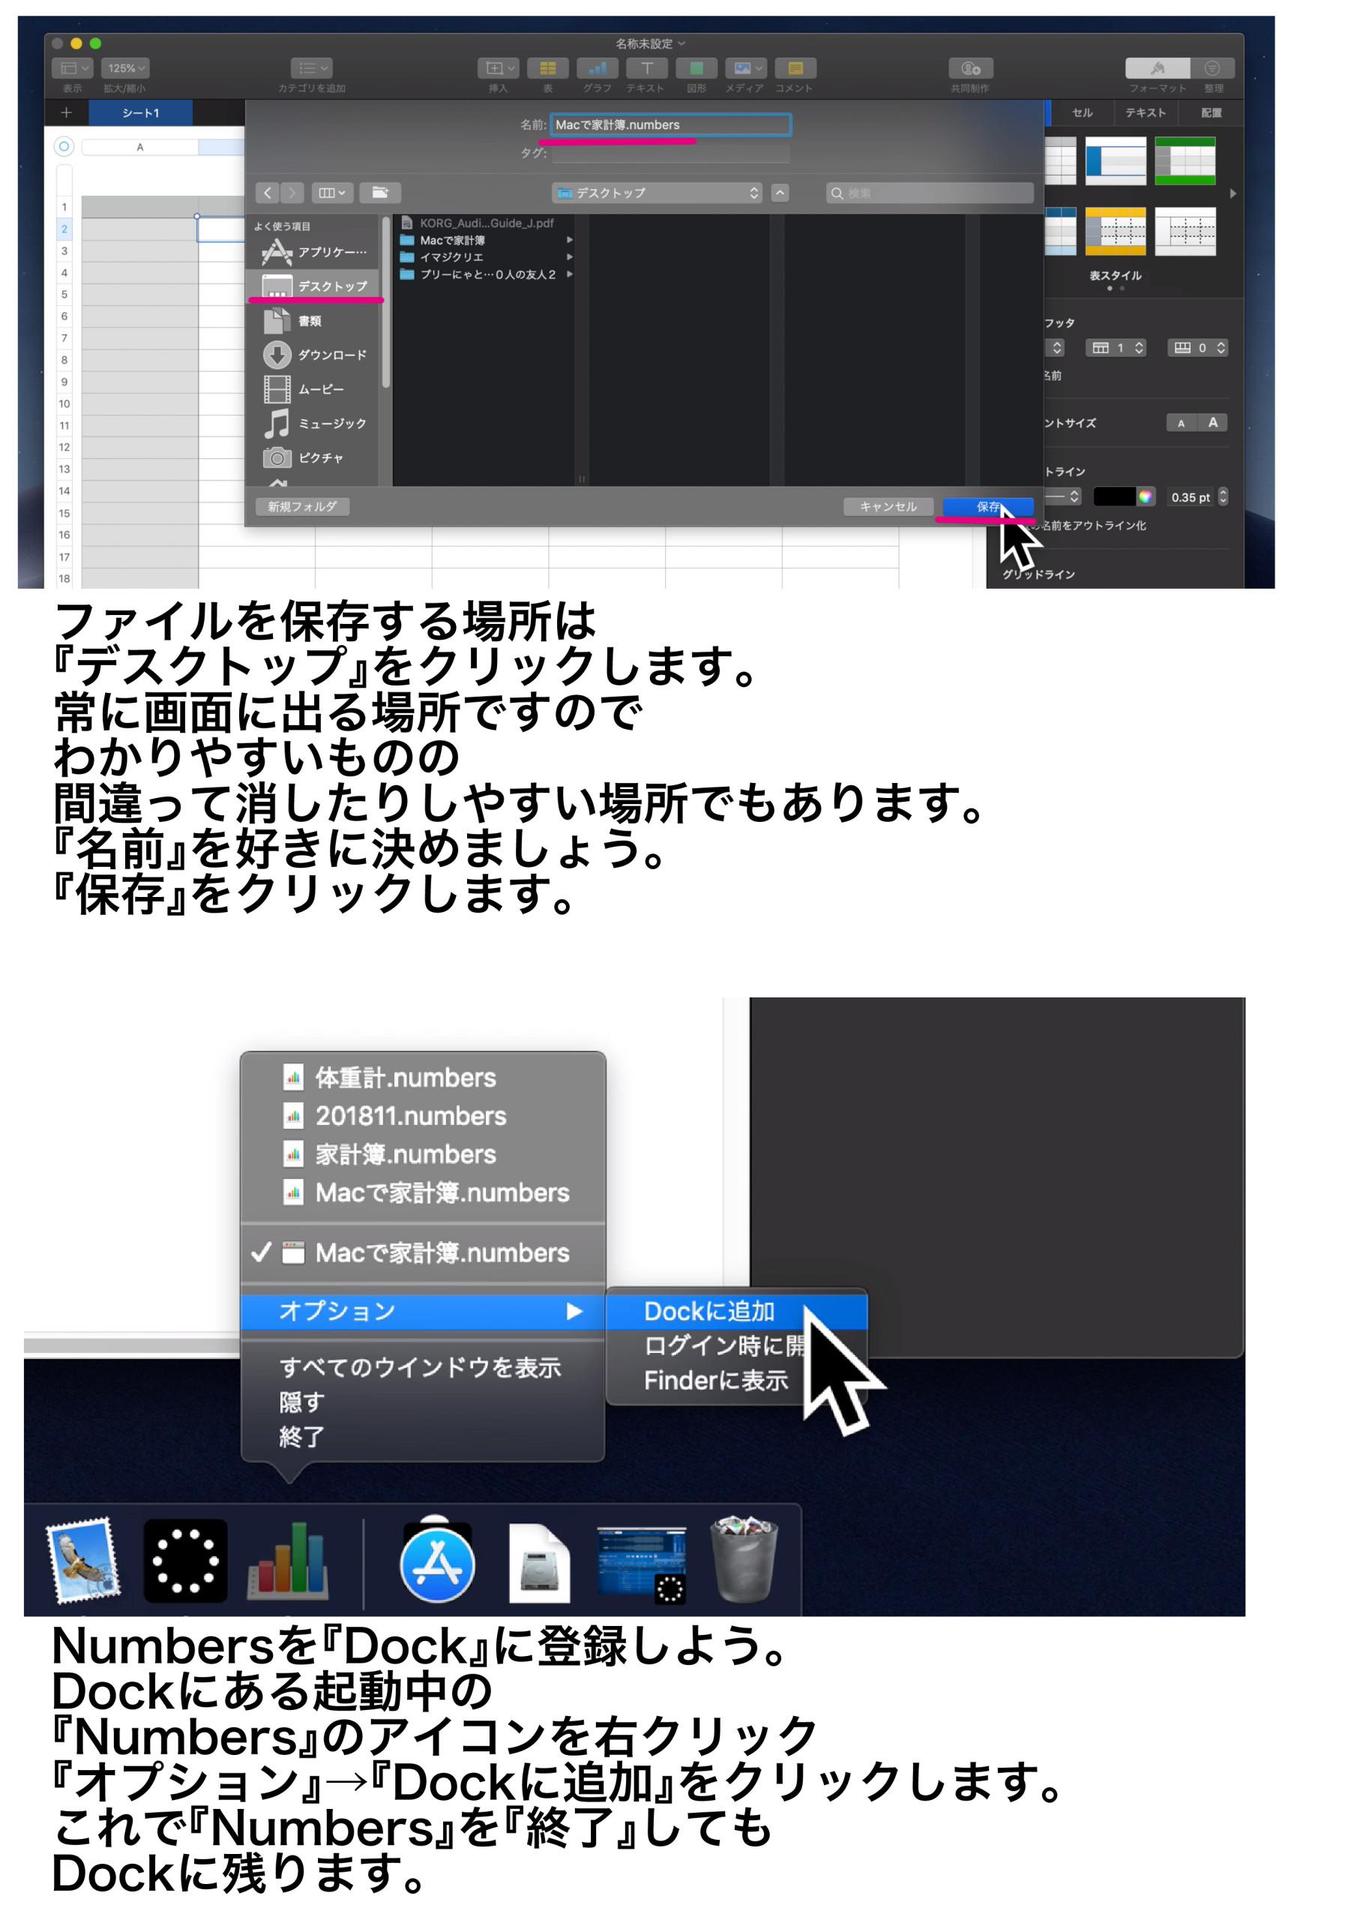 名称未設定
125%
表示
拡大/縮小
カテゴリを追加
挿入
表
グラフ
テキスト
図形
メディア
コメント
共同制作
フォーマット
整理
シート1
セル
テキスト
配置
名前: Macで家計簿.numbers
タグ:
デスクトップ
検索
よく使う項目
アプリケー…
デスクトップ
書類
ダウンロード
ムービー
ミュージック
ピクチャ
KORG_Audi...Guide_J.pdf
Macで家計簿
イマジクリエ
プリーにゃと…0人の友人2
新規フォルダ
キャンセル
保存
A
1
2
3
4
5
6
7
8
9
10
11
12
13
14
15
16
17
18
表スタイル
フッタ
1
0
名前
ントサイズ
A A
トライン
0.35 pt
名前をアウトライン化
グリッドライン
ファイルを保存する場所は
『デスクトップ』をクリックします。
常に画面に出る場所ですので
わかりやすいものの
間違って消したりしやすい場所でもあります。
『名前』を好きに決めましょう。
『保存』をクリックします。
体重計.numbers
201811.numbers
家計簿.numbers
Macで家計簿.numbers
Macで家計簿.numbers
オプション
Dockに追加
ログイン時に開
Finderに表示
すべてのウインドウを表示
隠す
終了
Numbersを『Dock』に登録しよう。
Dockにある起動中の
『Numbers』のアイコンを右クリック
『オプション』→『Dockに追加』をクリックします。
これで『Numbers』を『終了』しても
Dockに残ります。